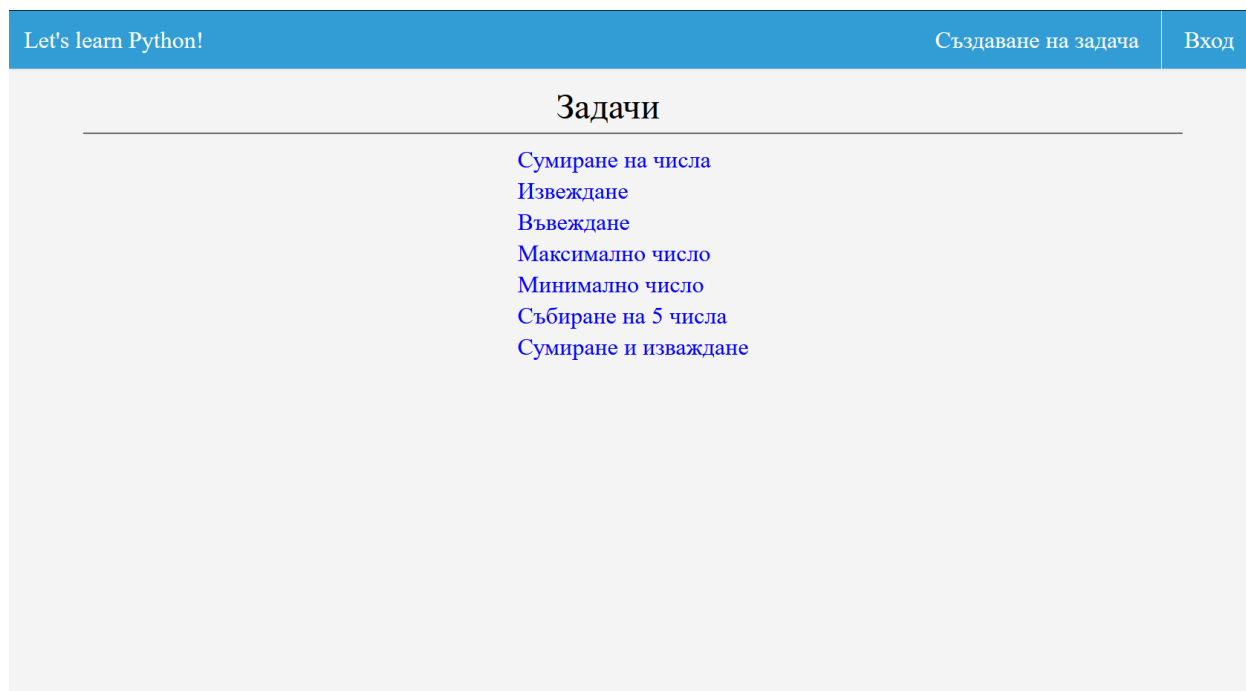 Let's learn Python! Създаване на задача Вход
Задачи
Сумиране на числа
Извеждане
Въвеждане
Максимално число
Минимално число
Събиране на 5 числа
Сумиране и изваждане